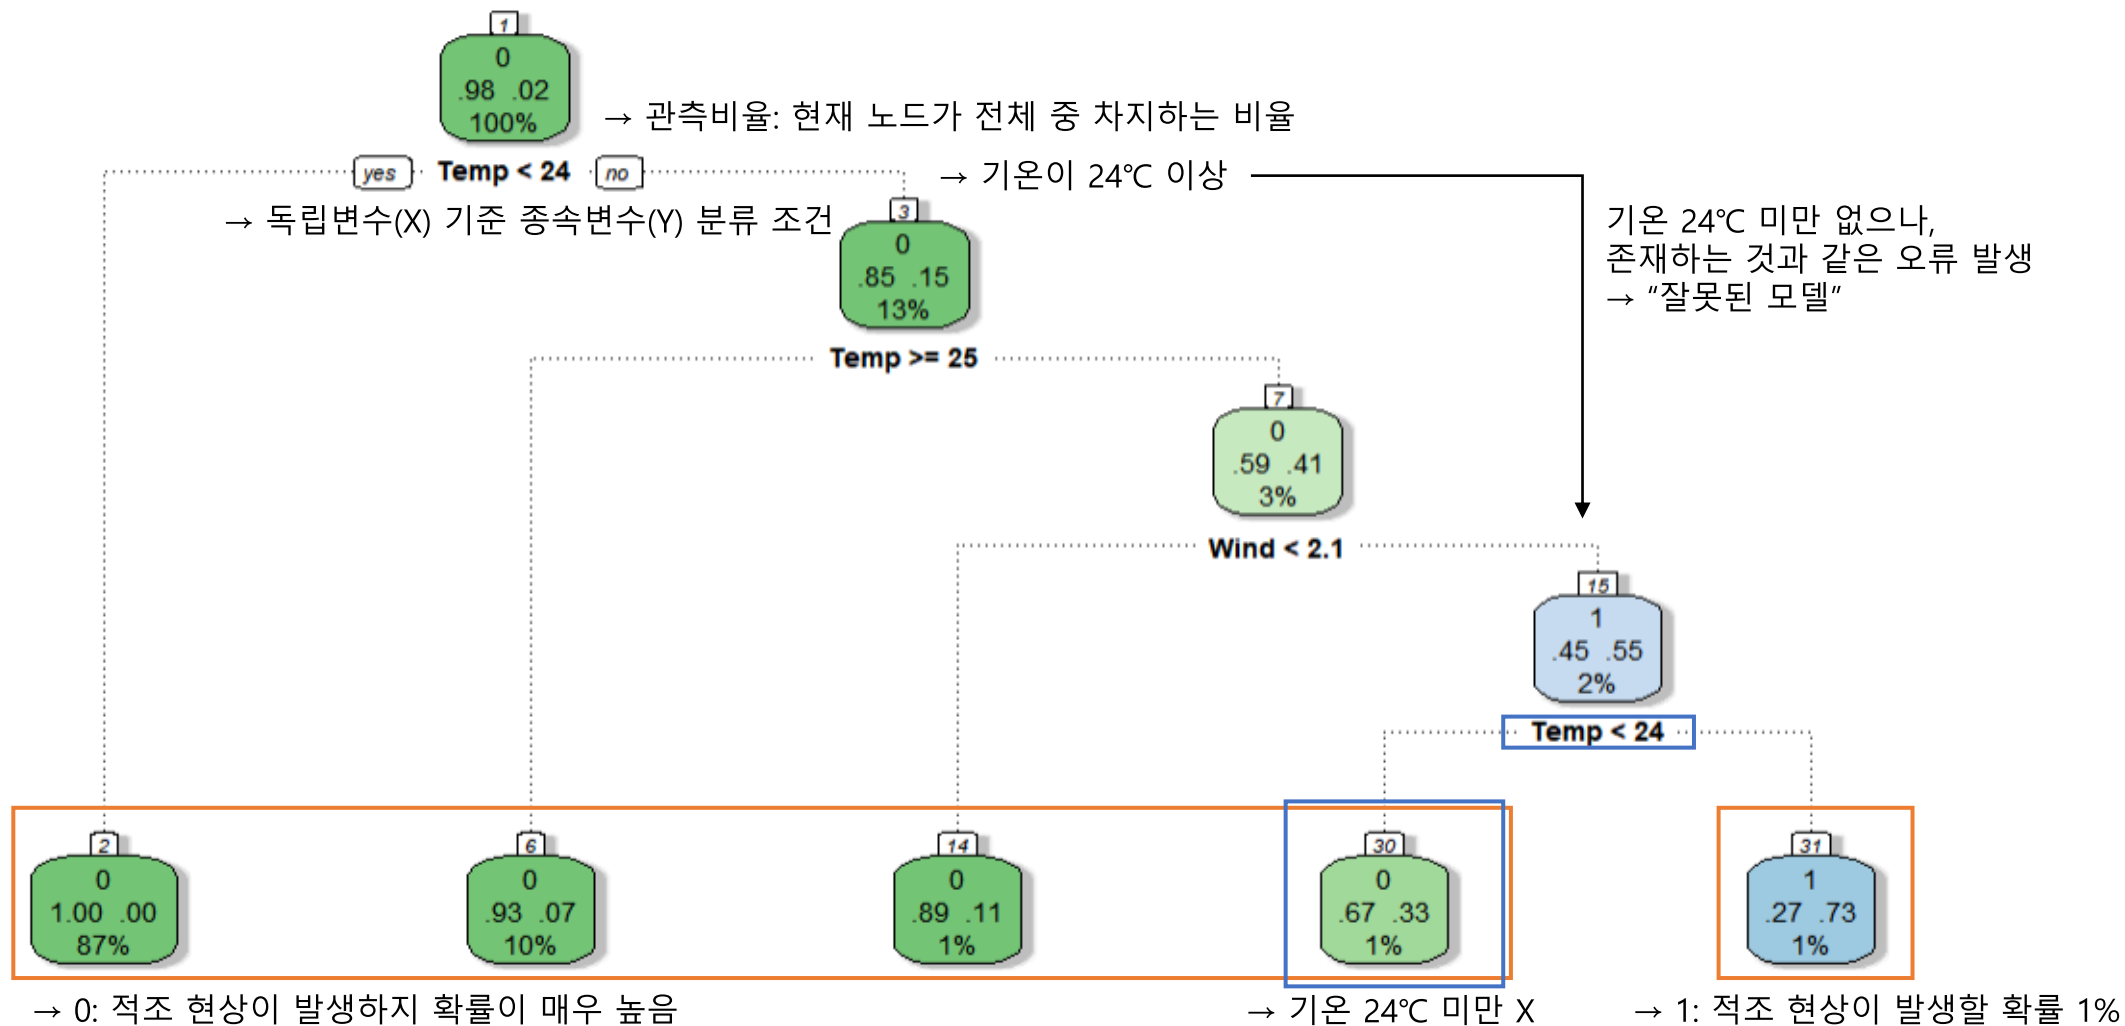 1
0
.98 .02
100%
→ 관측비율: 현재 노드가 전체 중 차지하는 비율
yes Temp < 24 no
→ 기온이 24℃ 이상
→ 독립변수(X) 기준 종속변수(Y) 분류 조건
기온 24℃ 미만 없으나,
존재하는 것과 같은 오류 발생
→ “잘못된 모델”
3
0
.85 .15
13%
Temp >= 25
7
0
.59 .41
3%
Wind < 2.1
15
1
.45 .55
2%
Temp < 24
2
0
1.00 .00
87%
6
0
.93 .07
10%
14
0
.89 .11
1%
30
0
.67 .33
1%
31
1
.27 .73
1%
→ 0: 적조 현상이 발생하지 확률이 매우 높음
→ 기온 24℃ 미만 X
→ 1: 적조 현상이 발생할 확률 1%